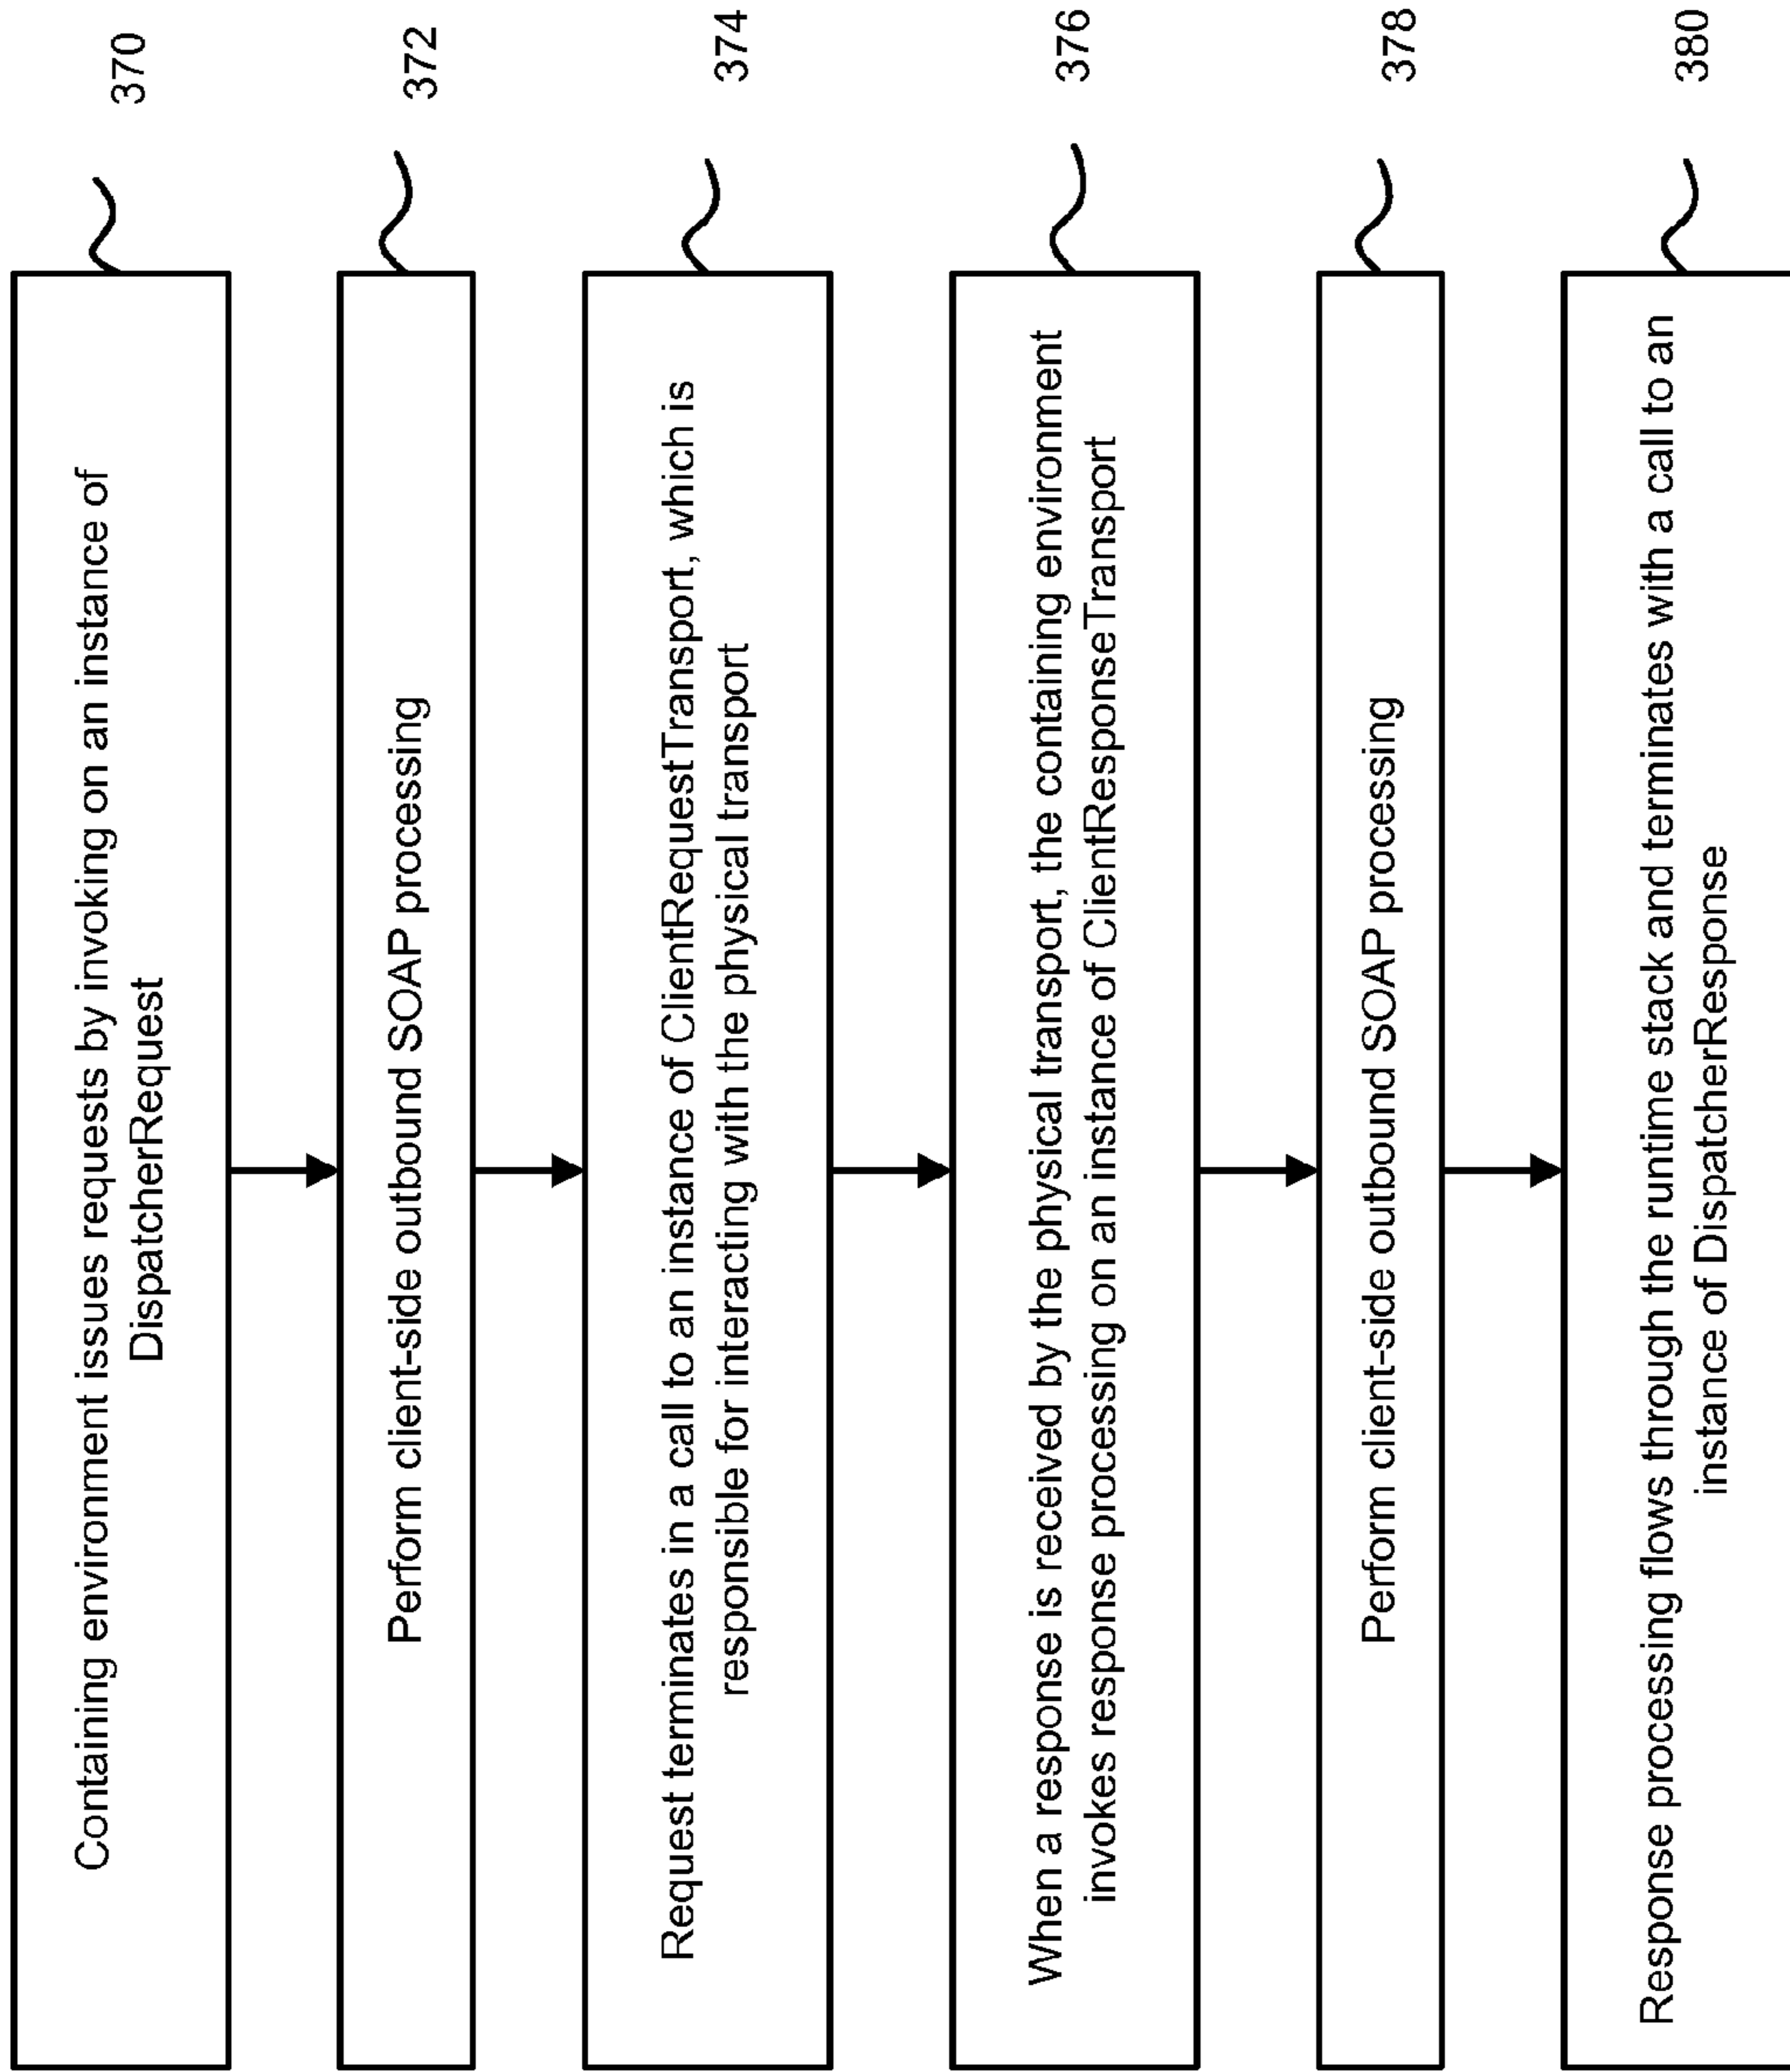 Containing environment issues requests by invoking on an instance of
DispatcherRequest
370
Perform client-side outbound SOAP processing
372
Request terminates in a call to an instance of ClientRequestTransport, which is
responsible for interacting with the physical transport
374
When a response is received by the physical transport, the containing environment
invokes response processing on an instance of ClientResponseTransport
376
Perform client-side outbound SOAP processing
378
Response processing flows through the runtime stack and terminates with a call to an
instance of DispatcherResponse
380